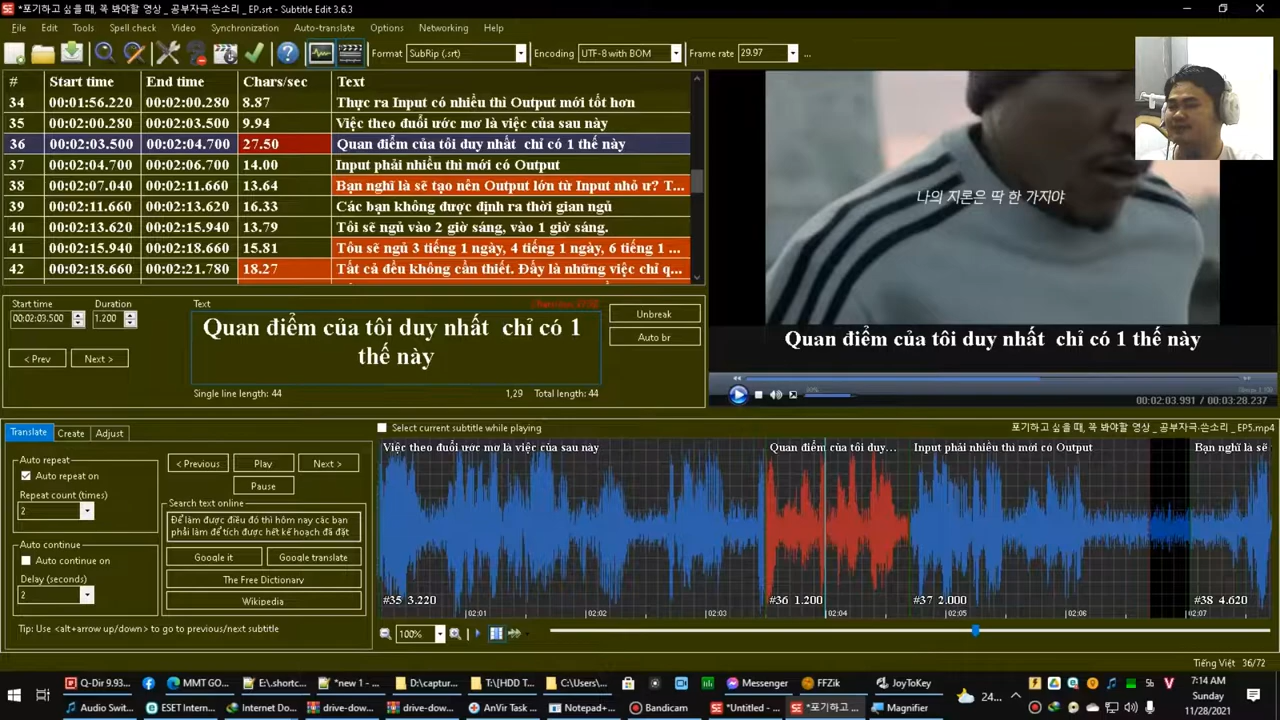 *포기하고 싶을 때, 꼭 봐야할 영상 _ 공부자극.쓴소리 _ EP.srt - Subtitle Edit 3.6.3
File Edit Tools Spell check Video Synchronization Auto-translate Options Networking Help
Format SubRip (.srt) Encoding UTF-8 with BOM Frame rate 29.97 ...
# Start time End time Chars/sec Text
34 00:01:56.220 00:02:00.280 8.87 Thực ra Input có nhiều thì Output mới tốt hơn
35 00:02:00.280 00:02:03.500 9.94 Việc theo đuổi ước mơ là việc của sau này
36 00:02:03.500 00:02:04.700 27.50 Quan điểm của tôi duy nhất  chỉ có 1 thế này
37 00:02:04.700 00:02:06.700 14.00 Input phải nhiều thì mới có Output
38 00:02:07.040 00:02:11.660 13.64 Bạn nghĩ là sẽ tạo nên Output lớn từ Input nhỏ ư? T...
39 00:02:11.660 00:02:13.620 16.33 Các bạn không được định ra thời gian ngủ
40 00:02:13.620 00:02:15.940 13.79 Tôi sẽ ngủ vào 2 giờ sáng, vào 1 giờ sáng.
41 00:02:15.940 00:02:18.660 15.81 Tôu sẽ ngủ 3 tiếng 1 ngày, 4 tiếng 1 ngày, 6 tiếng 1 ...
42 00:02:18.660 00:02:21.780 18.27 Tất cả đều không cần thiết. Đấy là những việc chỉ q...
나의 지론은 딱 한 가지야
Quan điểm của tôi duy nhất  chỉ có 1 thế này
00:02:03.991 / 00:03:28.237
Start time Duration Text
00:02:03.500 1.200
Quan điểm của tôi duy nhất  chỉ có 1
thế này
Unbreak
Auto br
< Prev Next >
Single line length: 44 1,29 Total length: 44
Translate Create Adjust
Select current subtitle while playing
포기하고 싶을 때, 꼭 봐야할 영상 _ 공부자극.쓴소리 _ EP5.mp4
Auto repeat
Auto repeat on
Repeat count (times)
2
Auto continue
Auto continue on
Delay (seconds)
2
< Previous Play Next >
Pause
Search text online
Để làm được điều đó thì hôm nay các bạn
phải làm để tích được hết kế hoạch đã đặt
Google it Google translate
The Free Dictionary
Wikipedia
Tip: Use <alt+arrow up/down> to go to previous/next subtitle
Việc theo đuổi ước mơ là việc của sau này Quan điểm của tôi duy... Input phải nhiều thì mới có Output Bạn nghĩ là sẽ
#35 3.220 #36 1.200 #37 2.000 #38 4.620
02:01 02:02 02:03 02:04 02:05 02:06 02:07
100%
Tiếng Việt 36/72
Q-Dir 9.93... MMT GO... E:\.shortc... *new 1 - ... D:\captur... T:\[HDD T... C:\Users\... Messenger FFZik JoyToKey
Audio Swit... ESET Intern... Internet Do... drive-dow... drive-dow... AnVir Task ... Notepad+... Bandicam *Untitled - ... *포기하고 ... Magnifier
24...
7:14 AM
Sunday
11/28/2021